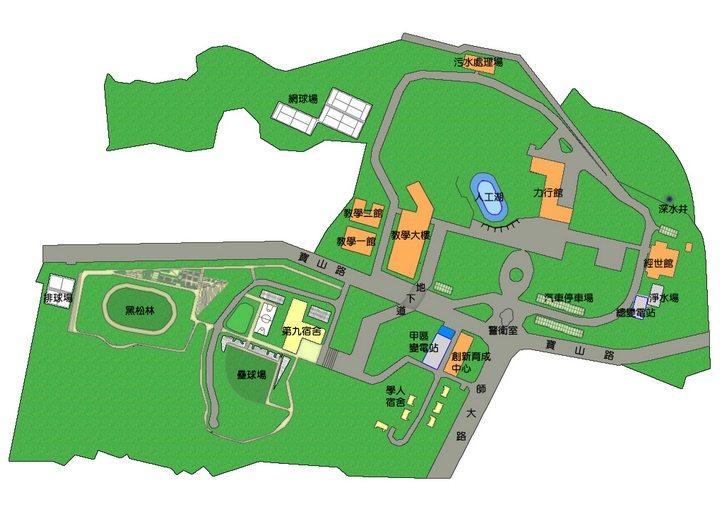 污水處理場
網球場
人工湖
力行館
深水井
教學二館
教學一館
教學大樓
經世館
寶山路
地下道
排球場
黑松林
汽車停車場
淨水場
總變電站
第九宿舍
甲區
變電站
警衛室
寶山路
創新育成
中心
壘球場
學人
宿舍
師大路